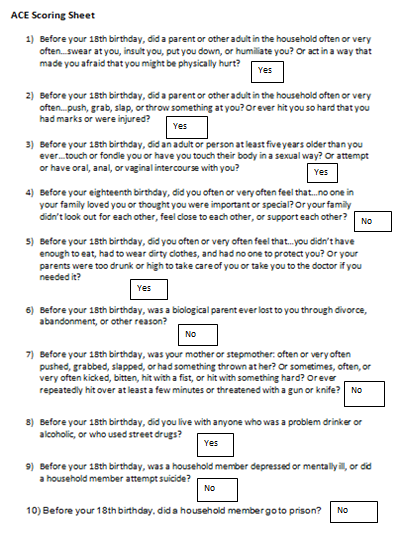 ACE Scoring Sheet
1) Before your 18th birthday, did a parent or other adult in the household often or very
often...swear at you, insult you, put you down, or humiliate you? Or act in a way that
made you afraid that you might be physically hurt? Yes
2) Before your 18th birthday, did a parent or other adult in the household often or very
often...push, grab, slap, or throw something at you? Or ever hit you so hard that you
had marks or were injured? Yes
3) Before your 18th birthday, did an adult or person at least five years older than you
ever...touch or fondle you or have you touch their body in a sexual way? Or attempt
or have oral, anal, or vaginal intercourse with you? Yes
4) Before your eighteenth birthday, did you often or very often feel that...no one in
your family loved you or thought you were important or special? Or your family
didn't look out for each other, feel close to each other, or support each other? No
5) Before your 18th birthday, did you often or very often feel that...you didn't have
enough to eat, had to wear dirty clothes, and had no one to protect you? Or your
parents were too drunk or high to take care of you or take you to the doctor if you
needed it?
Yes
6) Before your 18th birthday, was a biological parent ever lost to you through divorce,
abandonment, or other reason?
No
7) Before your 18th birthday, was your mother or stepmother: often or very often
pushed, grabbed, slapped, or had something thrown at her? Or sometimes, often, or
very often kicked, bitten, hit with a fist, or hit with something hard? Or ever
repeatedly hit over at least a few minutes or threatened with a gun or knife? No
8) Before your 18th birthday, did you live with anyone who was a problem drinker or
alcoholic, or who used street drugs? Yes
9) Before your 18th birthday, was a household member depressed or mentally ill, or did
a household member attempt suicide? No
10) Before your 18th birthday, did a household member go to prison? No